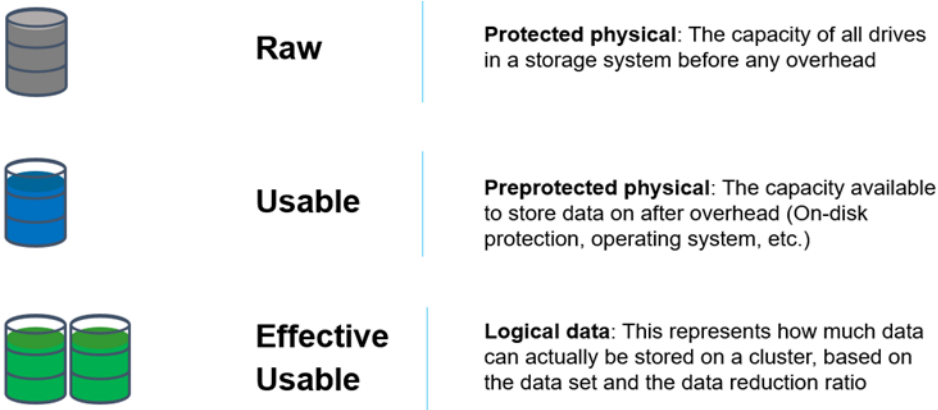 Raw
Protected physical: The capacity of all drives
in a storage system before any overhead
Usable
Preprotected physical: The capacity available
to store data on after overhead (On-disk
protection, operating system, etc.)
Effective
Usable
Logical data: This represents how much data
can actually be stored on a cluster, based on
the data set and the data reduction ratio